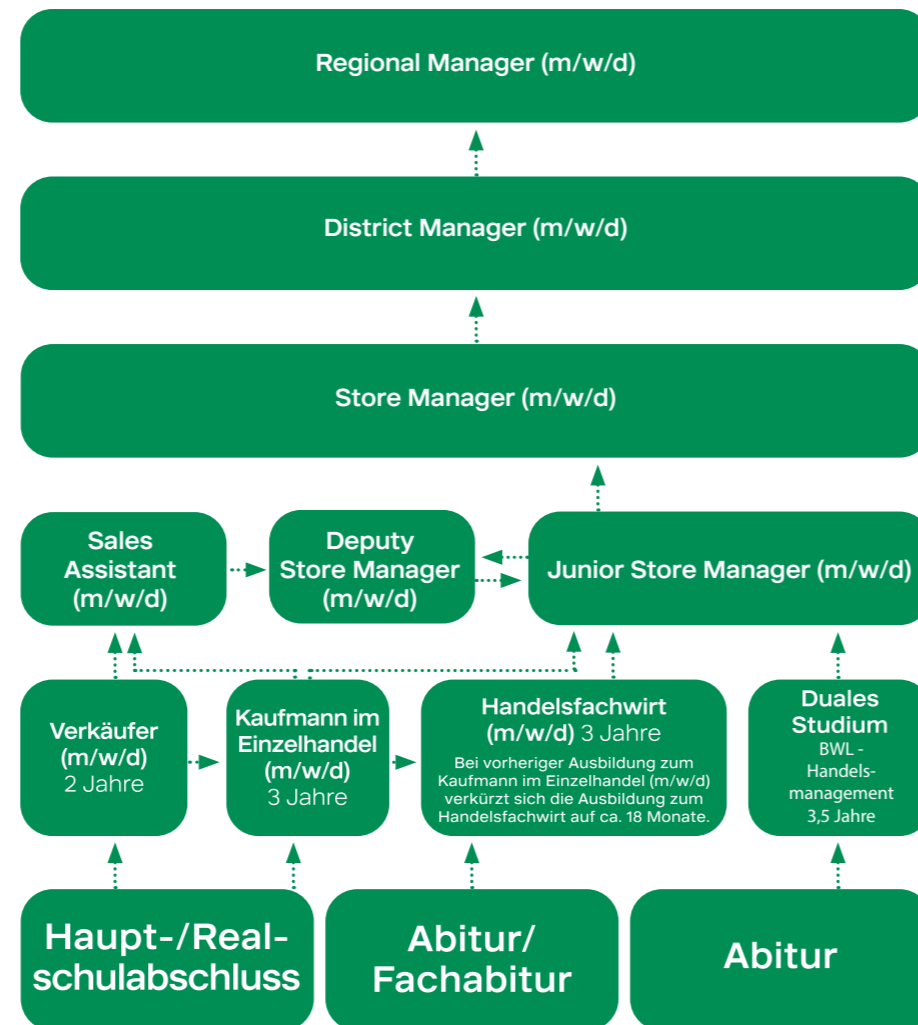 Regional Manager (m/w/d)
District Manager (m/w/d)
Store Manager (m/w/d)
Sales
Assistant
(m/w/d)
Deputy
Store Manager
(m/w/d)
Junior Store Manager (m/w/d)
Verkäufer
(m/w/d)
2 Jahre
Kaufmann im
Einzelhandel
(m/w/d)
3 Jahre
Handelsfachwirt
(m/w/d) 3 Jahre
Bei vorheriger Ausbildung zum
Kaufmann im Einzelhandel (m/w/d)
verkürzt sich die Ausbildung zum
Handelsfachwirt auf ca. 18 Monate.
Duales
Studium
BWL -
Handels-
management
3,5 Jahre
Haupt-/Real-
schulabschluss
Abitur/
Fachabitur
Abitur